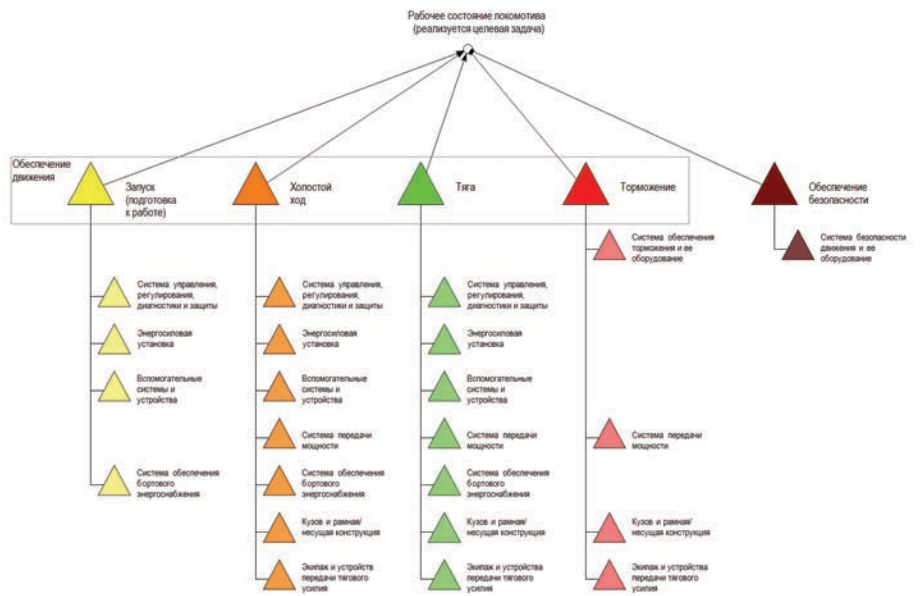 Рабочее состояние локомотива
(реализуется целевая задача)
Обеспечение
движения
Запуск
(подготовка
к работе)
Холостой
ход
Тяга
Торможение
Обеспечение
безопасности
Система управления,
регулирования,
диагностики и защиты
Энергосиловая
установка
Вспомогательные
системы и
устройства
Система обеспечения
бортового
энергоснабжения
Система управления,
регулирования,
диагностики и защиты
Энергосиловая
установка
Вспомогательные
системы и
устройства
Система передачи
мощности
Система обеспечения
бортового
энергоснабжения
Кузов и рамная/
несущая конструкция
Экипаж и устройств
передачи тягового
усилия
Система управления,
регулирования,
диагностики и защиты
Энергосиловая
установка
Вспомогательные
системы и
устройства
Система передачи
мощности
Система обеспечения
бортового
энергоснабжения
Кузов и рамная/
несущая конструкция
Экипаж и устройства
передачи тягового
усилия
Система обеспечения
торможения и ее
оборудование
Система передачи
мощности
Кузов и рамная/
несущая конструкция
Экипаж и устройства
передачи тягового
усилия
Система безопасности
движения и ее
оборудование